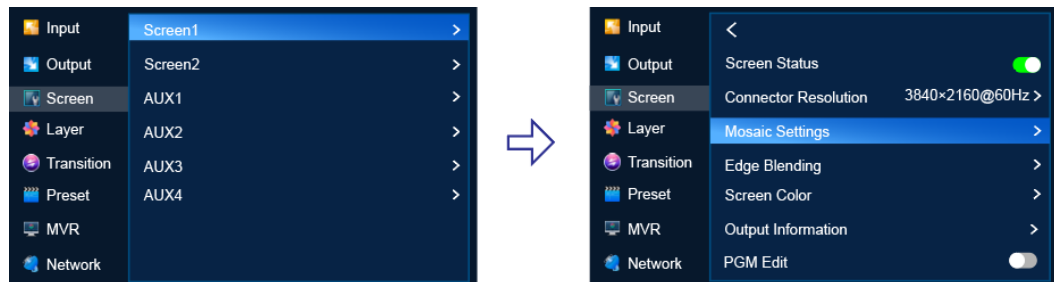 Input
Output
Screen
Layer
Transition
Preset
MVR
Network
Screen1
Screen2
AUX1
AUX2
AUX3
AUX4
Input
Output
Screen
Layer
Transition
Preset
MVR
Network
Screen Status
Connector Resolution 3840×2160@60Hz
Mosaic Settings
Edge Blending
Screen Color
Output Information
PGM Edit